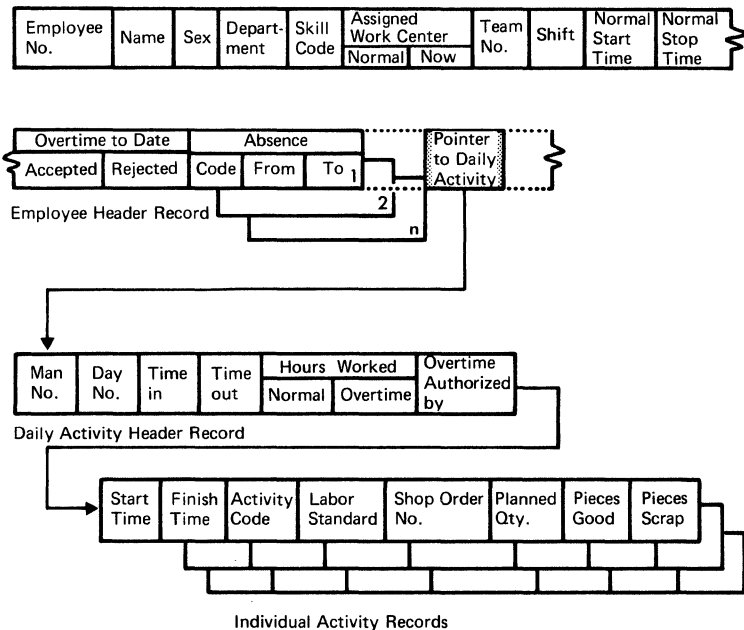 Employee No.
Name
Sex
Depart-
ment
Skill
Code
Assigned
Work Center
Normal
Now
Team
No.
Shift
Normal
Start
Time
Normal
Stop
Time
Overtime to Date
Absence
Accepted
Rejected
Code
From
To
1
Pointer
to Daily
Activity
2
n
Employee Header Record
Man
No.
Day
No.
Time
in
Time
out
Hours Worked
Normal
Overtime
Overtime
Authorized
by
Daily Activity Header Record
Start
Time
Finish
Time
Activity
Code
Labor
Standard
Shop Order
No.
Planned
Qty.
Pieces
Good
Pieces
Scrap
Individual Activity Records